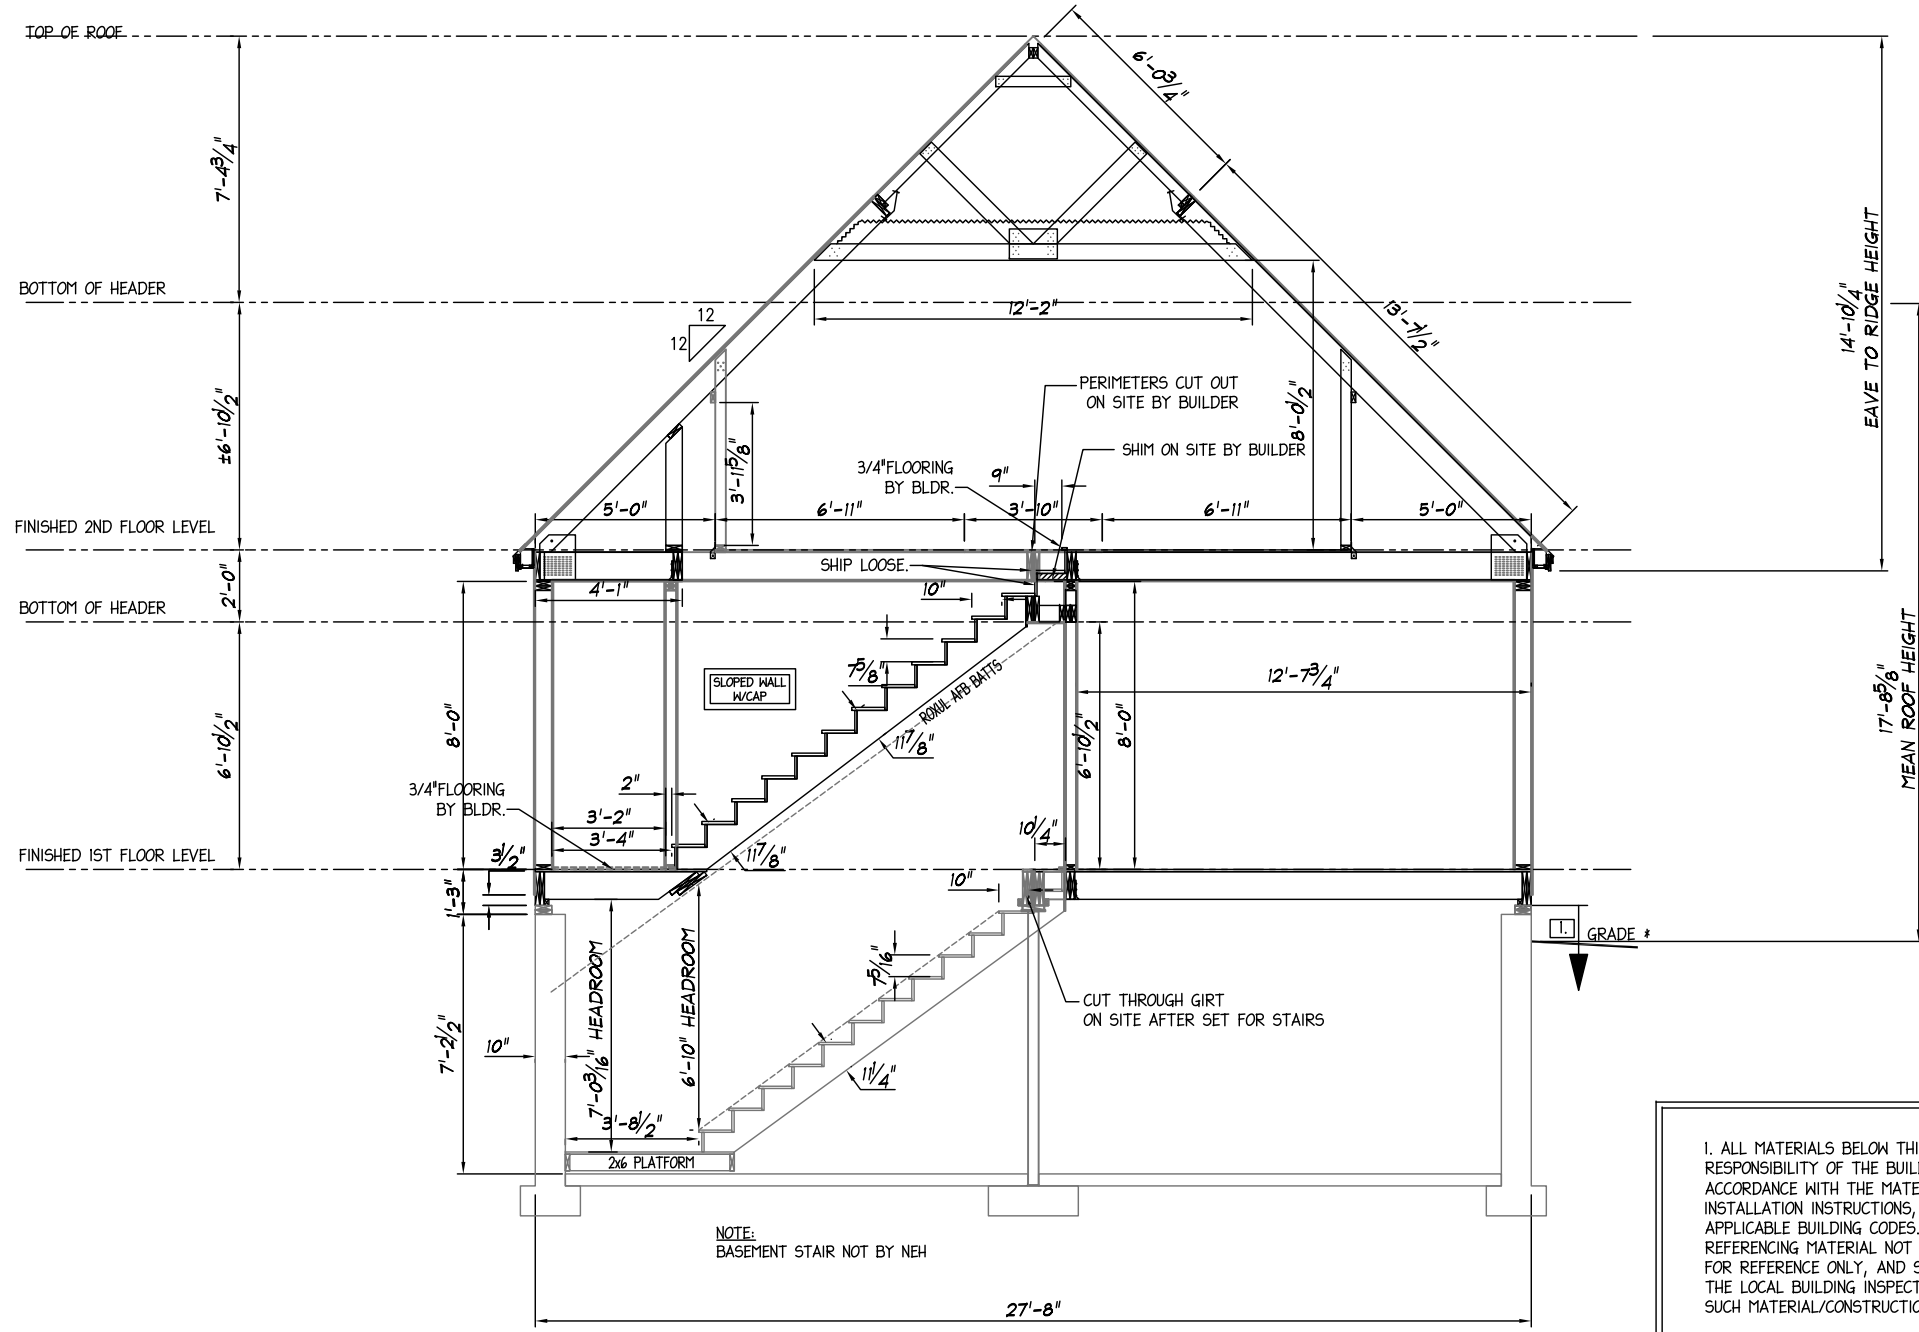 TOP OF ROOF
7'-4 3/4"
BOTTOM OF HEADER
±6'-10 1/2"
FINISHED 2ND FLOOR LEVEL
2'-0"
BOTTOM OF HEADER
6'-10 1/2"
FINISHED 1ST FLOOR LEVEL
6'-0 3/4"
13'-7 1/2"
14'-10 1/4"
EAVE TO RIDGE HEIGHT
17'-8 5/8"
MEAN ROOF HEIGHT
12
12
12'-2"
8'-0 1/2"
3'-11 5/8"
PERIMETERS CUT OUT
ON SITE BY BUILDER
SHIM ON SITE BY BUILDER
3/4"FLOORING
BY BLDR.
9"
5'-0"
6'-11"
3'-10"
6'-11"
5'-0"
SHIP LOOSE.
4'-1"
10"
7 5/8"
SLOPED WALL
W/CAP
ROXUL AFB BATTS
11 7/8"
12'-7 3/4"
8'-0"
6'-10 1/2"
8'-0"
3/4"FLOORING
BY BLDR.
2"
3'-2"
3'-4"
10 1/4"
3 1/2"
11 7/8"
1'-3"
10"
1.
GRADE *
7'-0 3/16" HEADROOM
6'-10" HEADROOM
7 5/16"
CUT THROUGH GIRT
ON SITE AFTER SET FOR STAIRS
7'-2 1/2"
10"
11 1/4"
3'-8 1/2"
2x6 PLATFORM
NOTE:
BASEMENT STAIR NOT BY NEH
27'-8"
1. ALL MATERIALS BELOW THI
RESPONSIBILITY OF THE BUIL
ACCORDANCE WITH THE MATE
INSTALLATION INSTRUCTIONS,
APPLICABLE BUILDING CODES.
REFERENCING MATERIAL NOT
FOR REFERENCE ONLY, AND S
THE LOCAL BUILDING INSPECT
SUCH MATERIAL/CONSTRUCTIO